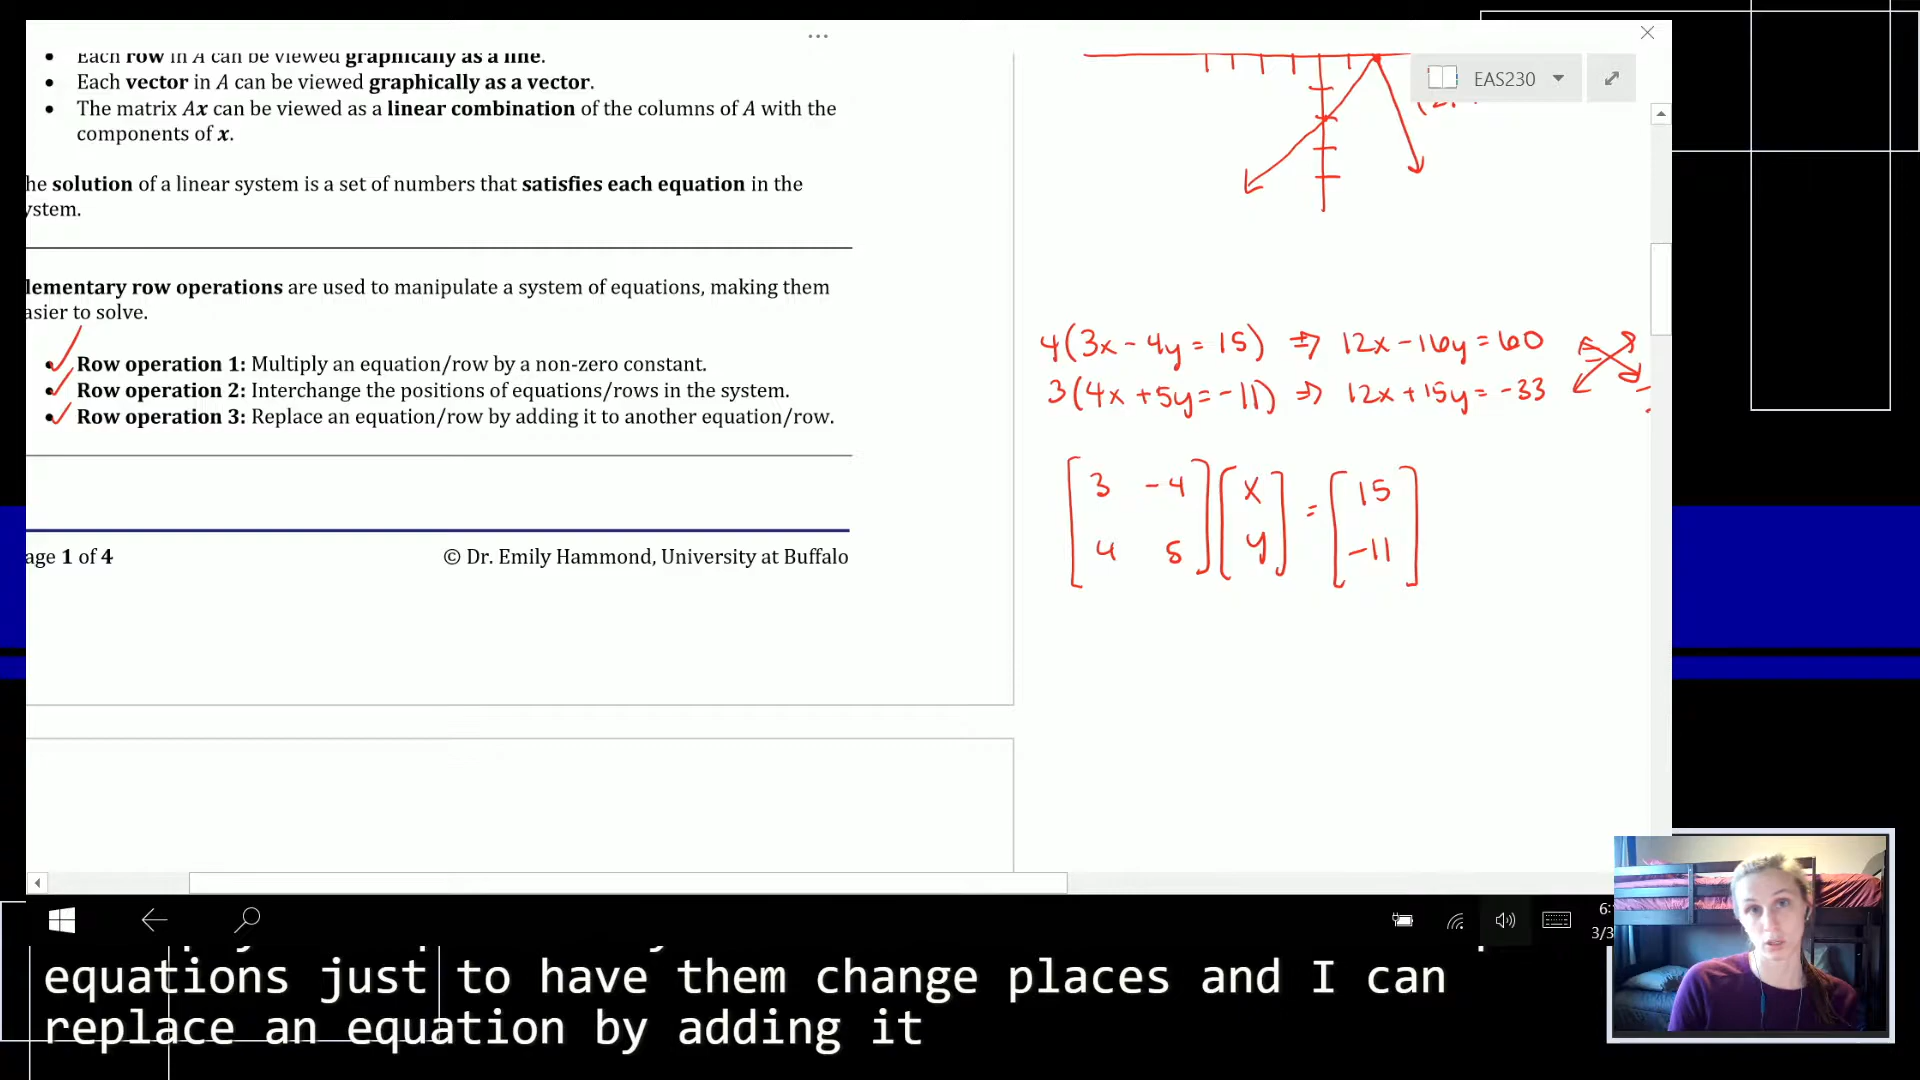 Each row in A can be viewed graphically as a line.
Each vector in A can be viewed graphically as a vector.
The matrix Ax can be viewed as a linear combination of the columns of A with the
components of x.
he solution of a linear system is a set of numbers that satisfies each equation in the
ystem.
lementary row operations are used to manipulate a system of equations, making them
asier to solve.
Row operation 1: Multiply an equation/row by a non-zero constant.
Row operation 2: Interchange the positions of equations/rows in the system.
Row operation 3: Replace an equation/row by adding it to another equation/row.
age 1 of 4
© Dr. Emily Hammond, University at Buffalo
EAS230
4(3x - 4y = 15) ⇒ 12x - 16y = 60
3(4x + 5y = -11) ⇒ 12x + 15y = -33
[3 -4
4 5] [x
y] = [15
-11]
6:
3/3
equations just to have them change places and I can
replace an equation by adding it